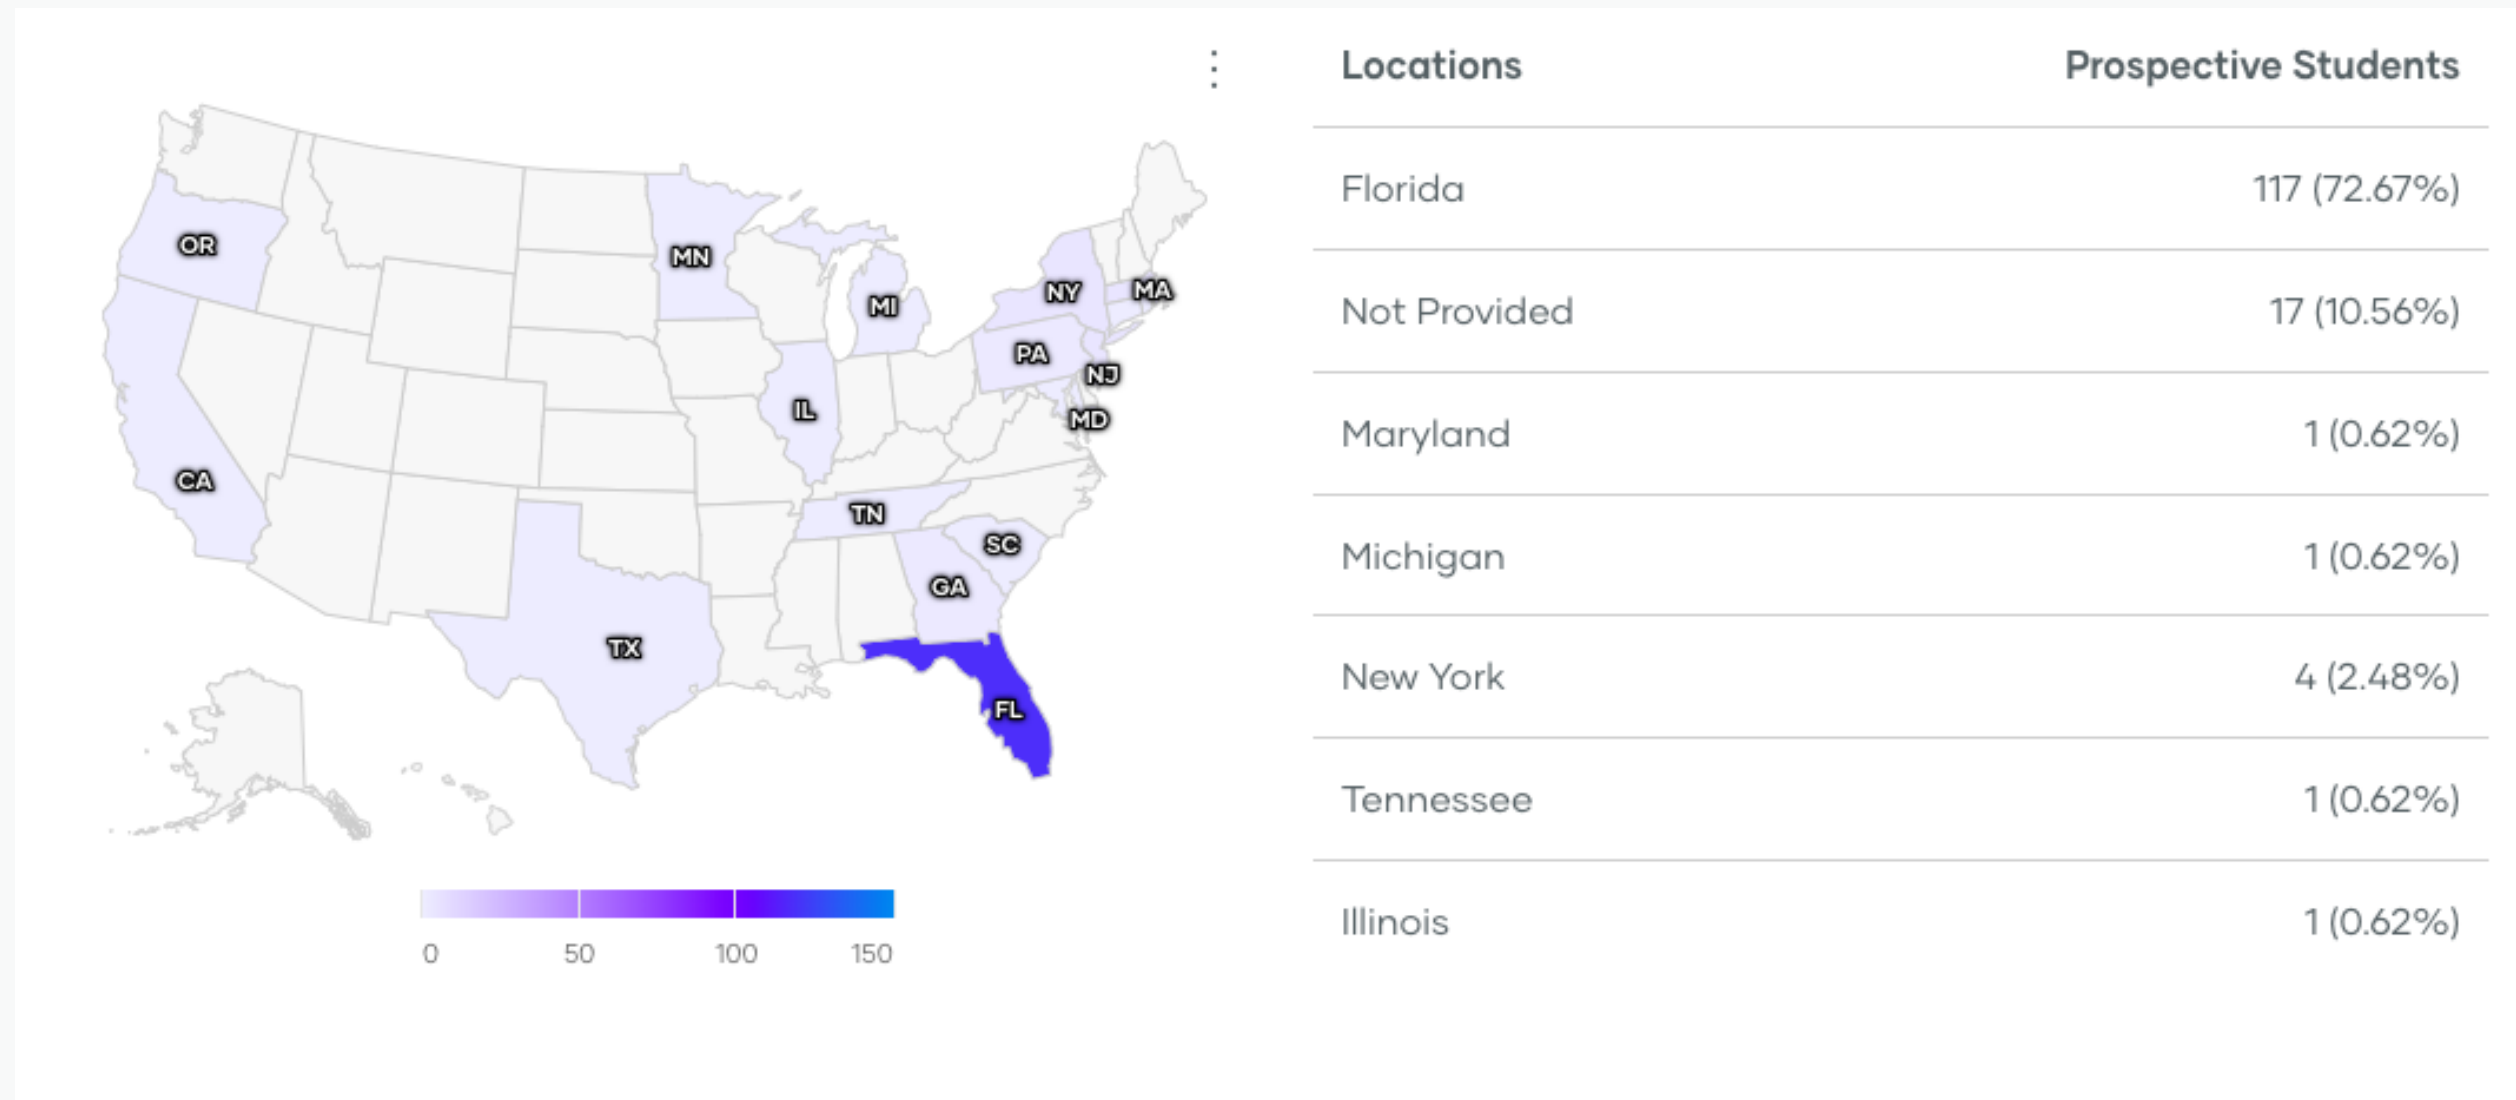 Locations Prospective Students
Florida 117 (72.67%)
Not Provided 17 (10.56%)
Maryland 1 (0.62%)
Michigan 1 (0.62%)
New York 4 (2.48%)
Tennessee 1 (0.62%)
Illinois 1 (0.62%)
OR
MN
MI
NY
MA
PA
NJ
IL
MD
CA
TN
SC
GA
TX
FL
0 50 100 150